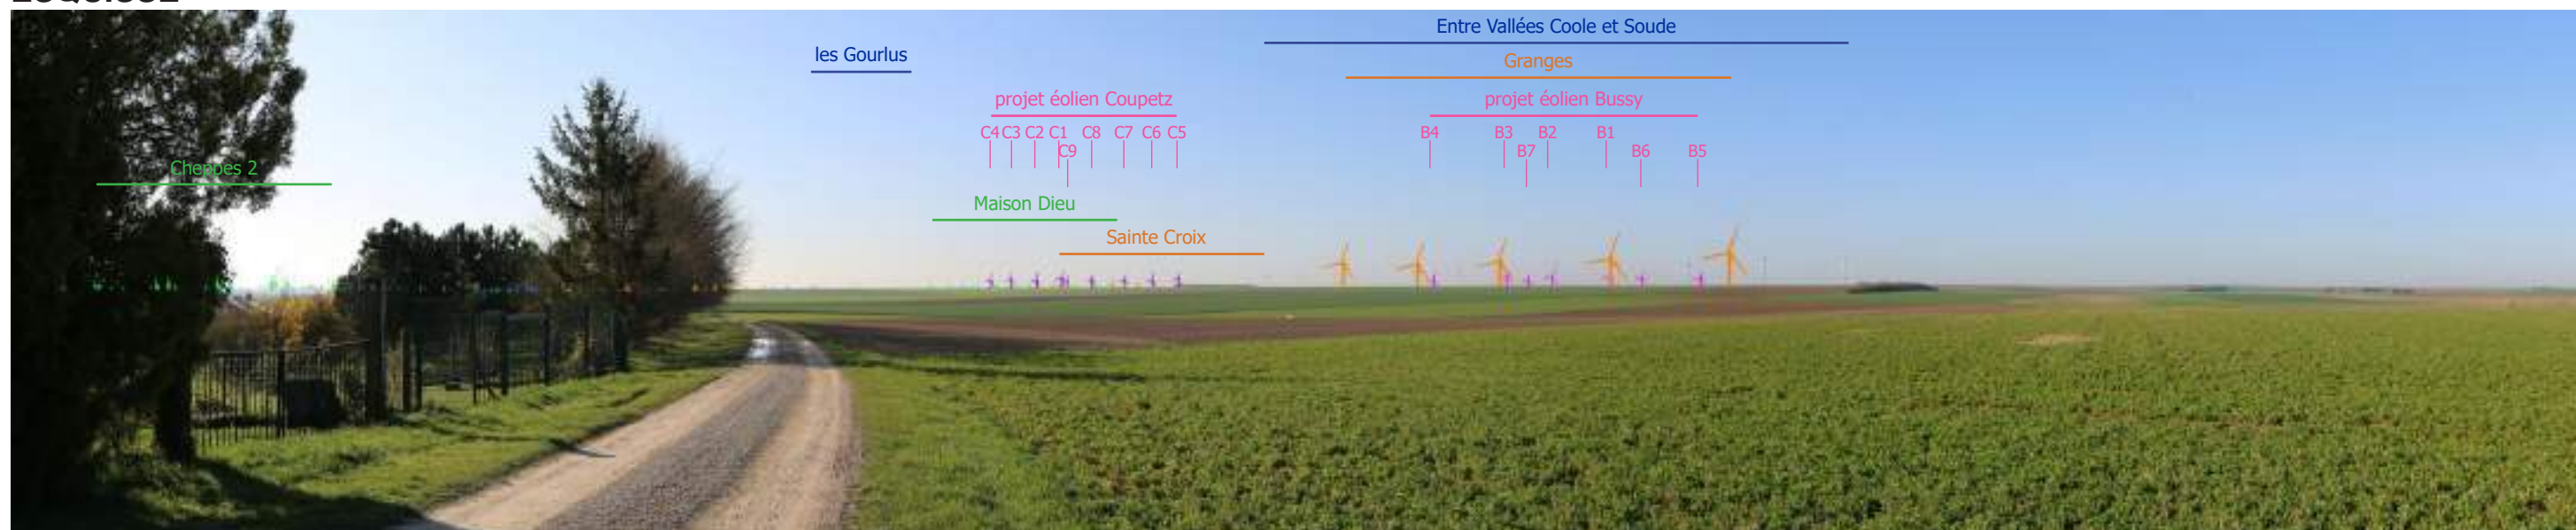 Entre Vallées Coole et Soude
les Gourlus
Granges
projet éolien Coupetz
projet éolien Bussy
C4 C3 C2 C1 C8 C7 C6 C5
B4 B3 B2 B1
C9
B7 B6 B5
Cheppes 2
Maison Dieu
Sainte Croix